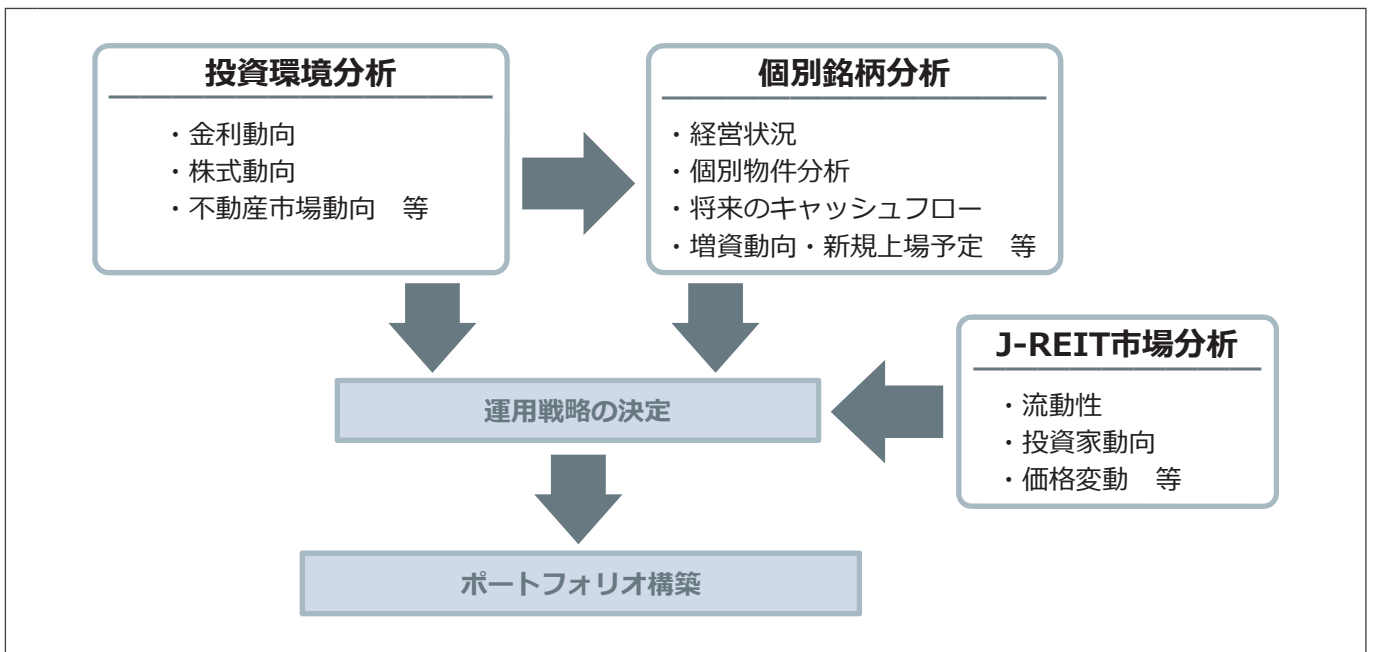 投資環境分析
・金利動向
・株式動向
・不動産市場動向　等
個別銘柄分析
・経営状況
・個別物件分析
・将来のキャッシュフロー
・増資動向・新規上場予定　等
J-REIT市場分析
・流動性
・投資家動向
・価格変動　等
運用戦略の決定
ポートフォリオ構築